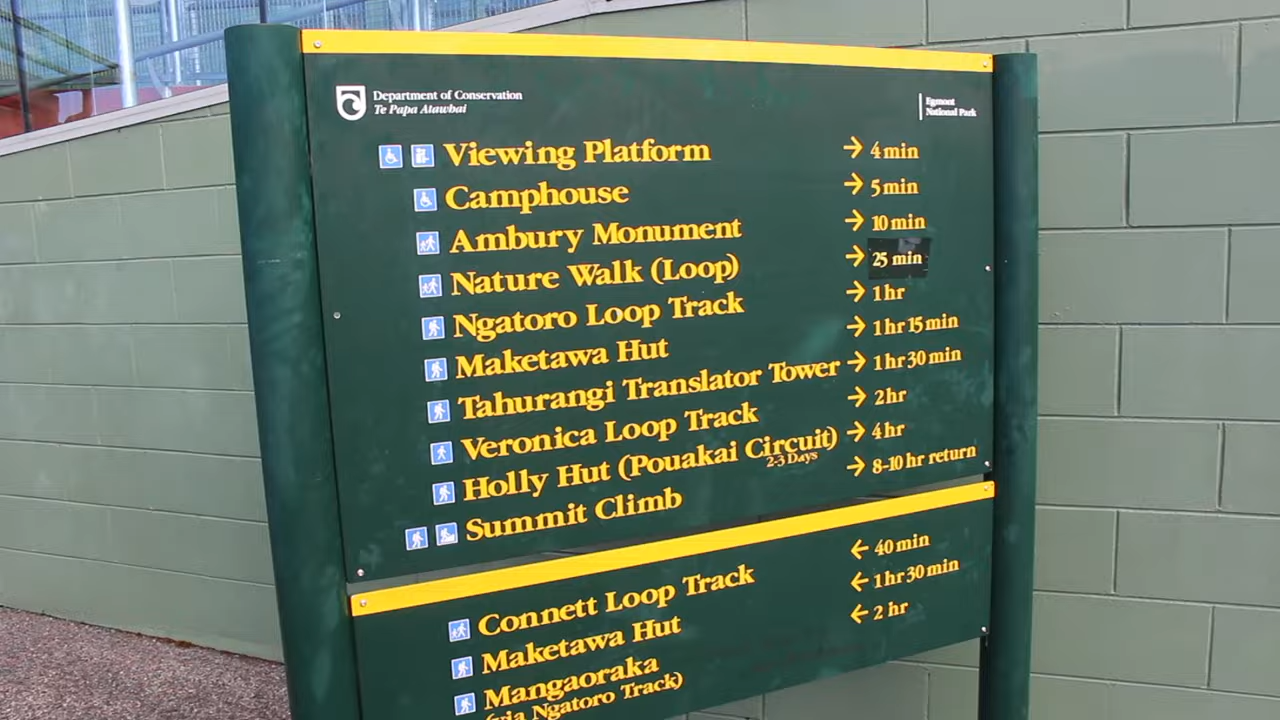 Department of Conservation
Te Papa Atawhai
Egmont
National Park
Viewing Platform → 4 min
Camphouse → 5 min
Ambury Monument → 10 min
Nature Walk (Loop) → 25 min
Ngatoro Loop Track → 1 hr
Maketawa Hut → 1 hr 15 min
Tahurangi Translator Tower → 1 hr 30 min
Veronica Loop Track → 2 hr
Holly Hut (Pouakai Circuit) → 4 hr
2-3 Days
Summit Climb → 8-10 hr return
Connett Loop Track ← 40 min
Maketawa Hut ← 1 hr 30 min
Mangaoraka ← 2 hr
(via Ngatoro Track)